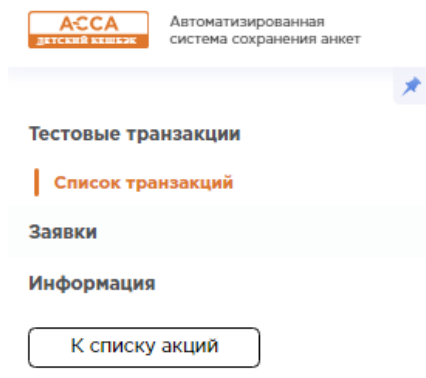 АССА
ДЕТСКИЙ КЕШБЭК
Автоматизированная
система сохранения анкет
Тестовые транзакции
Список транзакций
Заявки
Информация
К списку акций